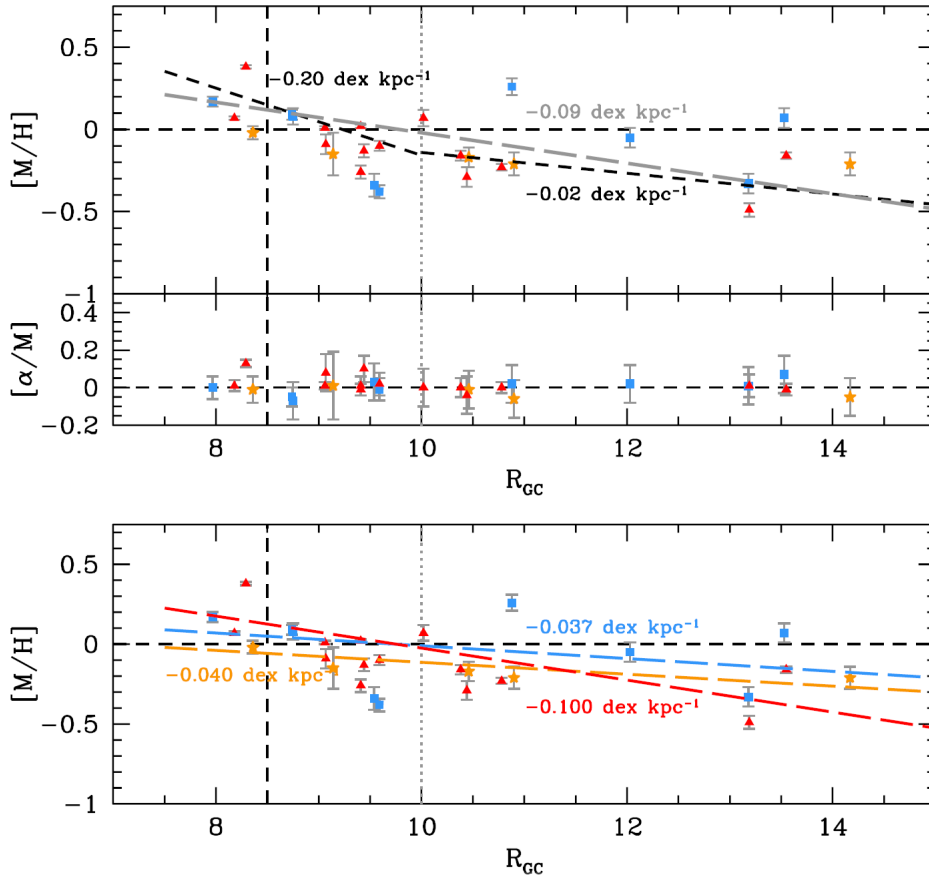 0.5
0
−0.5
−1
[M/H]
−0.20 dex kpc⁻¹
−0.09 dex kpc⁻¹
−0.02 dex kpc⁻¹
0.4
0.2
0
−0.2
[α/M]
8
10
12
14
R_GC
0.5
0
−0.5
−1
[M/H]
−0.037 dex kpc⁻¹
−0.040 dex kpc⁻¹
−0.100 dex kpc⁻¹
8
10
12
14
R_GC